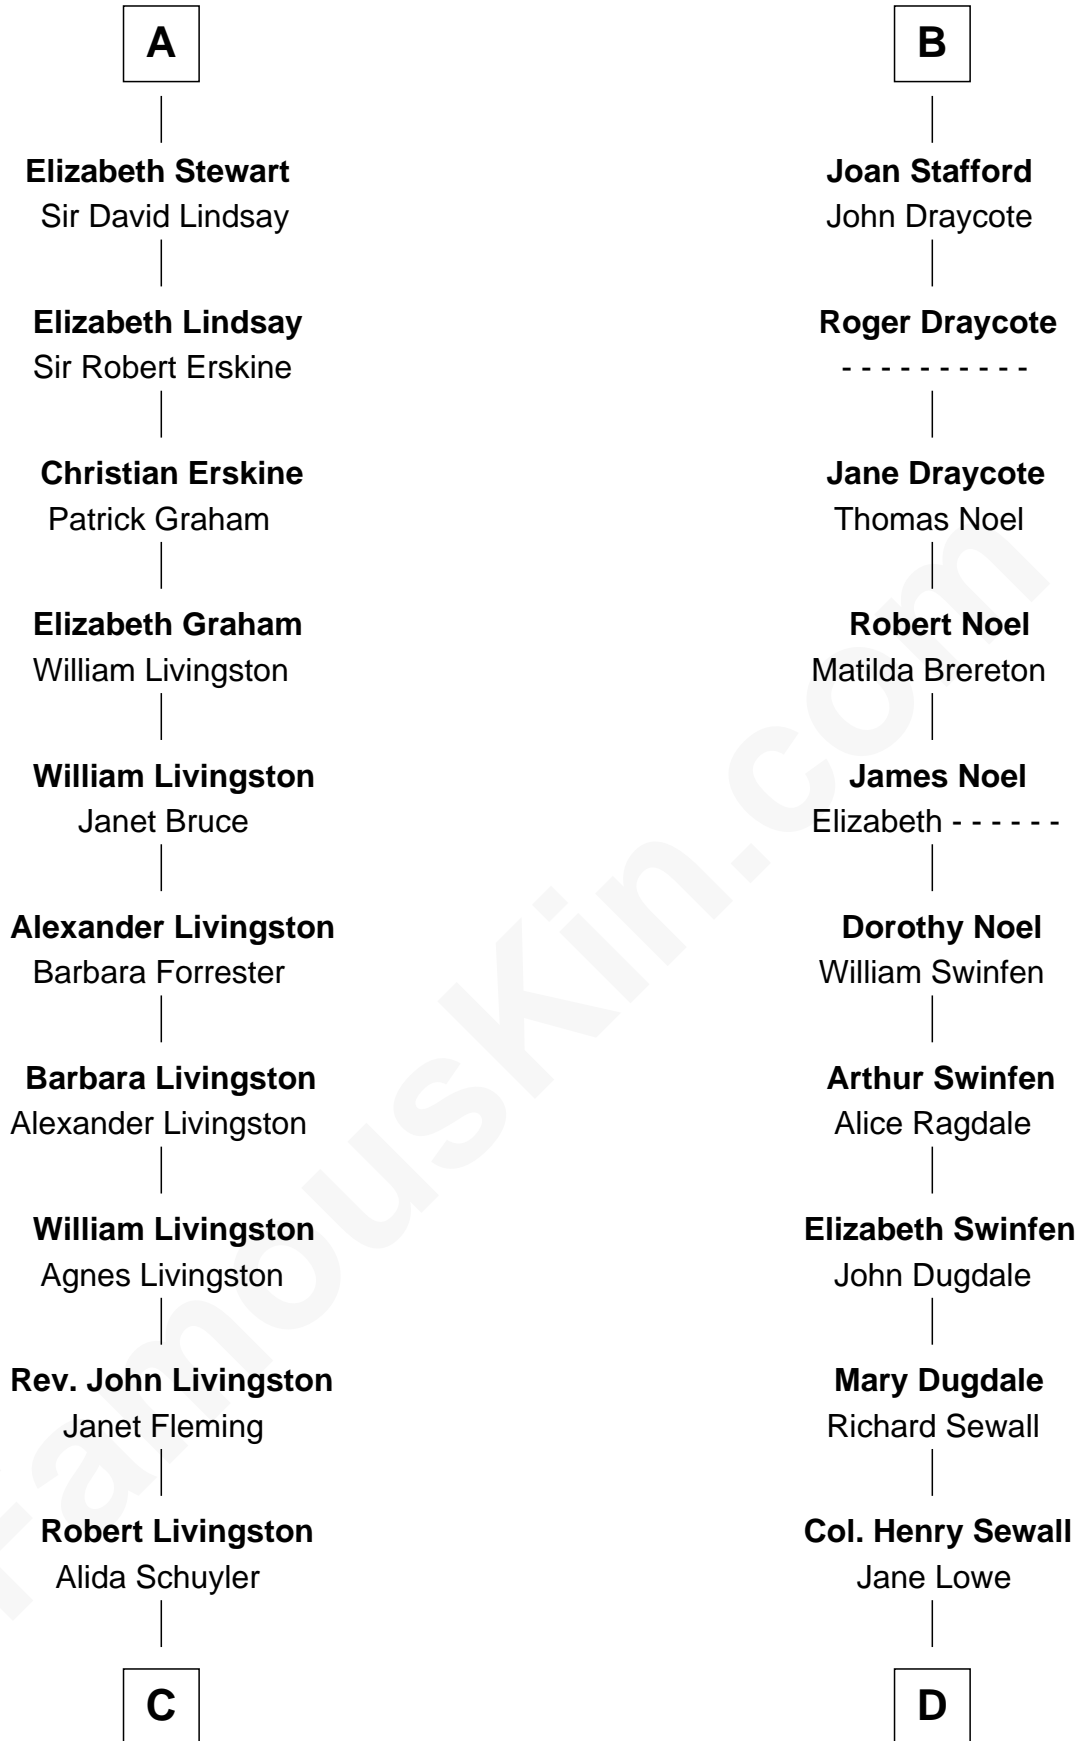 A
Elizabeth Stewart
Sir David Lindsay
Elizabeth Lindsay
Sir Robert Erskine
Christian Erskine
Patrick Graham
Elizabeth Graham
William Livingston
William Livingston
Janet Bruce
Alexander Livingston
Barbara Forrester
Barbara Livingston
Alexander Livingston
William Livingston
Agnes Livingston
Rev. John Livingston
Janet Fleming
Robert Livingston
Alida Schuyler
C
B
Joan Stafford
John Draycote
Roger Draycote
- - - - - - - - - -
Jane Draycote
Thomas Noel
Robert Noel
Matilda Brereton
James Noel
Elizabeth - - - - - -
Dorothy Noel
William Swinfen
Arthur Swinfen
Alice Ragdale
Elizabeth Swinfen
John Dugdale
Mary Dugdale
Richard Sewall
Col. Henry Sewall
Jane Lowe
D
FamousKin.com